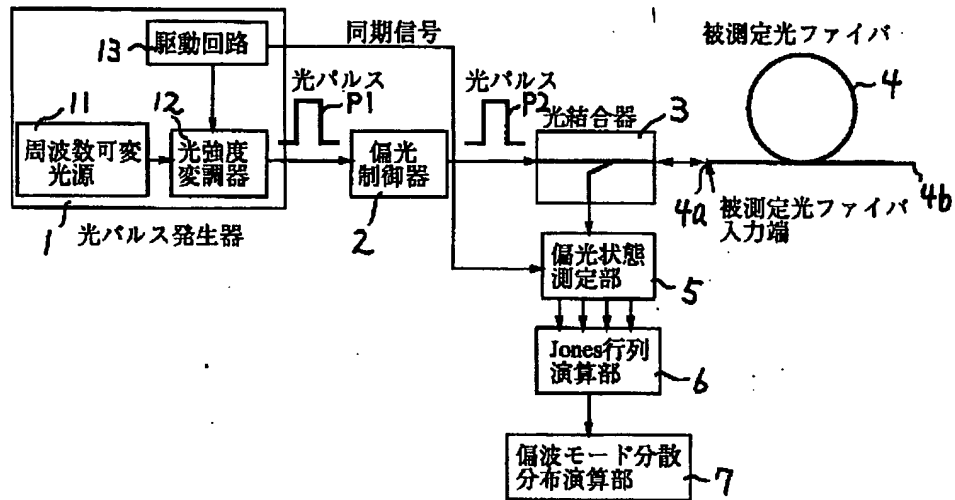 13
駆動回路
同期信号
被測定光ファイバ
光パルス
P1
光パルス
P2
光結合器
3
4
11
周波数可変
光源
12
光強度
変調器
偏光
制御器
2
4a
被測定光ファイバ
入力端
4b
1
光パルス発生器
偏光状態
測定部
5
Jones行列
演算部
6
偏波モード分散
分布演算部
7